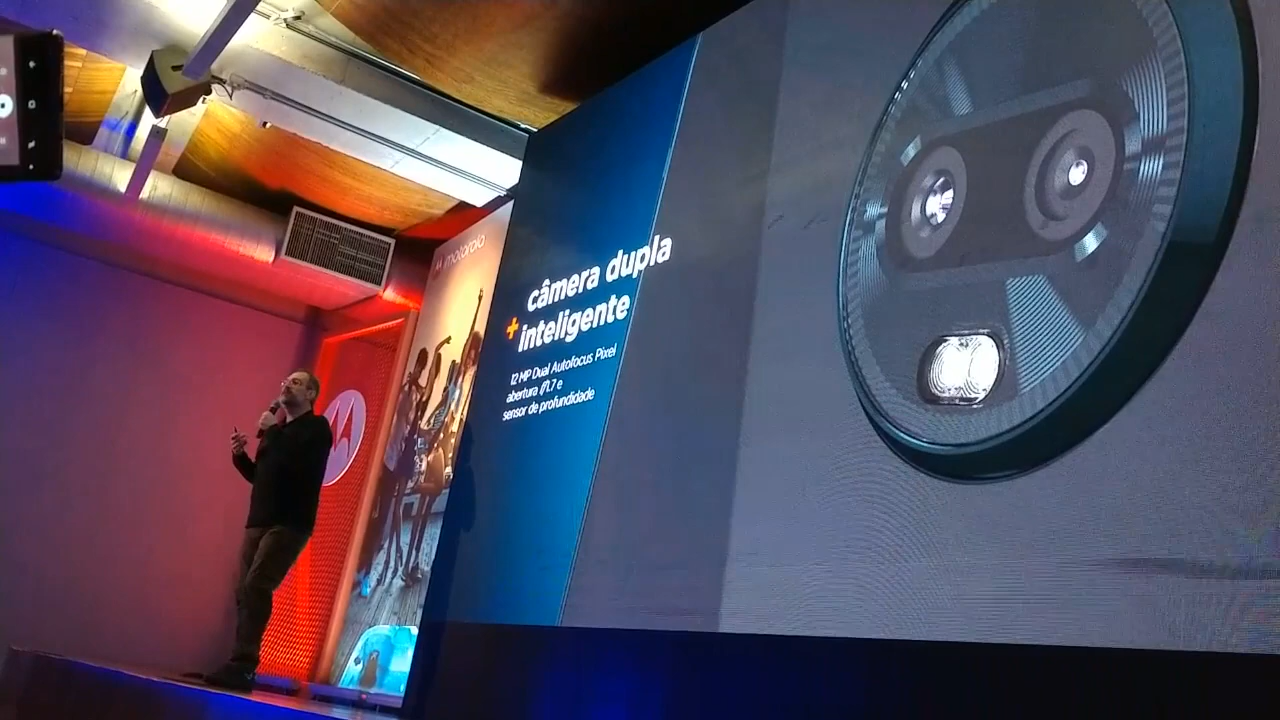 motorola
câmera dupla
+ inteligente
12 MP Dual Autofocus Pixel
abertura f/1.7 e
sensor de profundidade